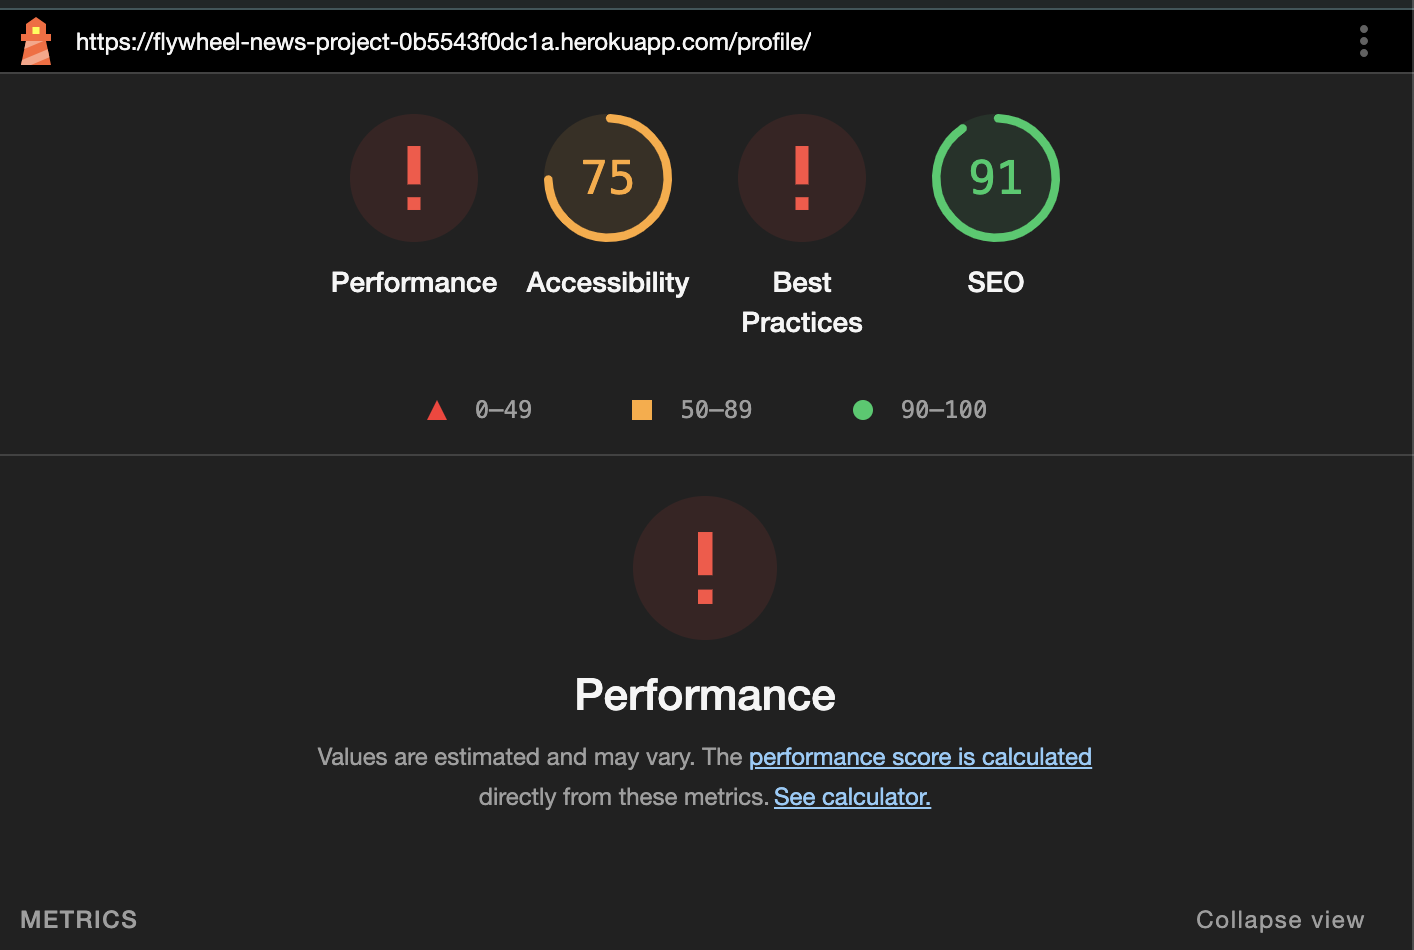 https://flywheel-news-project-0b5543f0dc1a.herokuapp.com/profile/
! 75 ! 91
Performance Accessibility Best Practices SEO
0–49 50–89 90–100
!
Performance
Values are estimated and may vary. The performance score is calculated
directly from these metrics. See calculator.
METRICS Collapse view